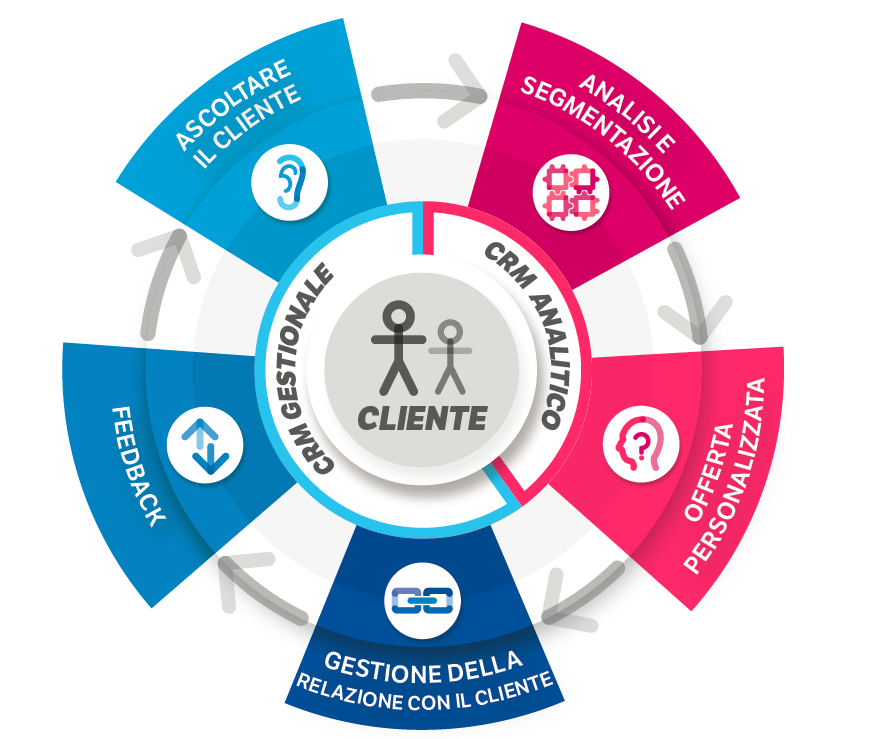 ASCOLTARE
IL CLIENTE
ANALISI E
SEGMENTAZIONE
OFFERTA
PERSONALIZZATA
GESTIONE DELLA
RELAZIONE CON IL CLIENTE
FEEDBACK
CRM GESTIONALE
CRM ANALITICO
CLIENTE
?